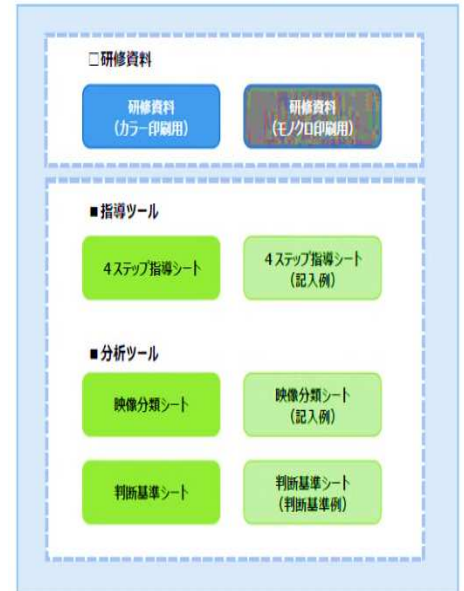 □研修資料
研修資料
(カラー印刷用)
研修資料
(モノクロ印刷用)
■指導ツール
4ステップ指導シート
4ステップ指導シート
(記入例)
■分析ツール
映像分類シート
映像分類シート
(記入例)
判断基準シート
判断基準シート
(判断基準例)